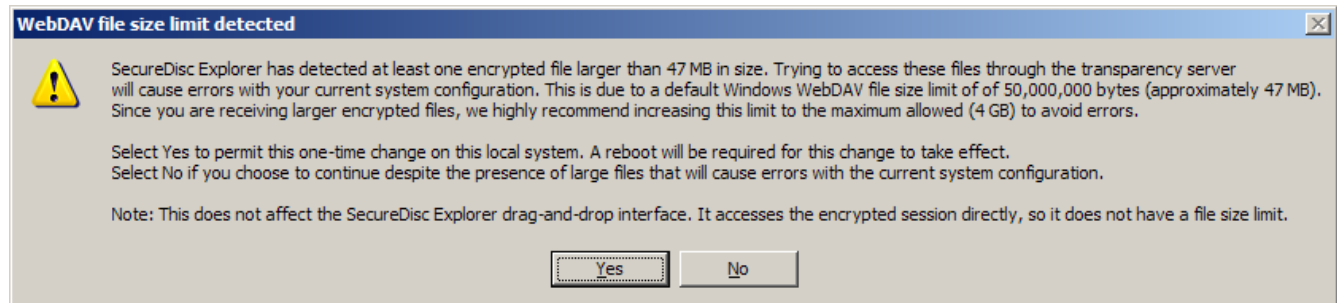 WebDAV file size limit detected
SecureDisc Explorer has detected at least one encrypted file larger than 47 MB in size. Trying to access these files through the transparency server
will cause errors with your current system configuration. This is due to a default Windows WebDAV file size limit of of 50,000,000 bytes (approximately 47 MB).
Since you are receiving larger encrypted files, we highly recommend increasing this limit to the maximum allowed (4 GB) to avoid errors.
Select Yes to permit this one-time change on this local system. A reboot will be required for this change to take effect.
Select No if you choose to continue despite the presence of large files that will cause errors with the current system configuration.
Note: This does not affect the SecureDisc Explorer drag-and-drop interface. It accesses the encrypted session directly, so it does not have a file size limit.
Yes No